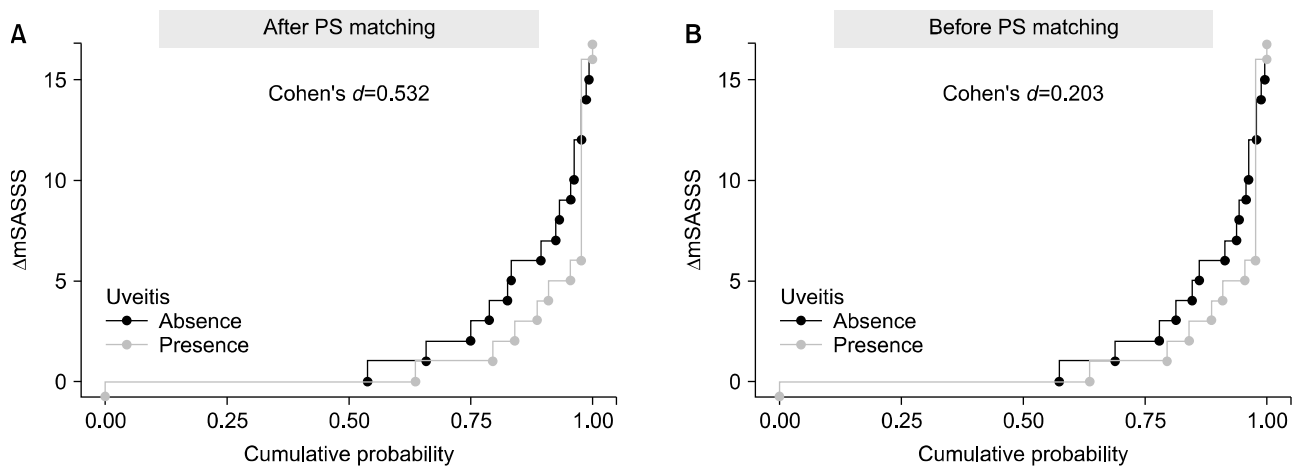 A
After PS matching
Cohen's d=0.532
ΔmSASSS
15
10
5
0
Uveitis
Absence
Presence
0.00 0.25 0.50 0.75 1.00
Cumulative probability
B
Before PS matching
Cohen's d=0.203
ΔmSASSS
15
10
5
0
Uveitis
Absence
Presence
0.00 0.25 0.50 0.75 1.00
Cumulative probability